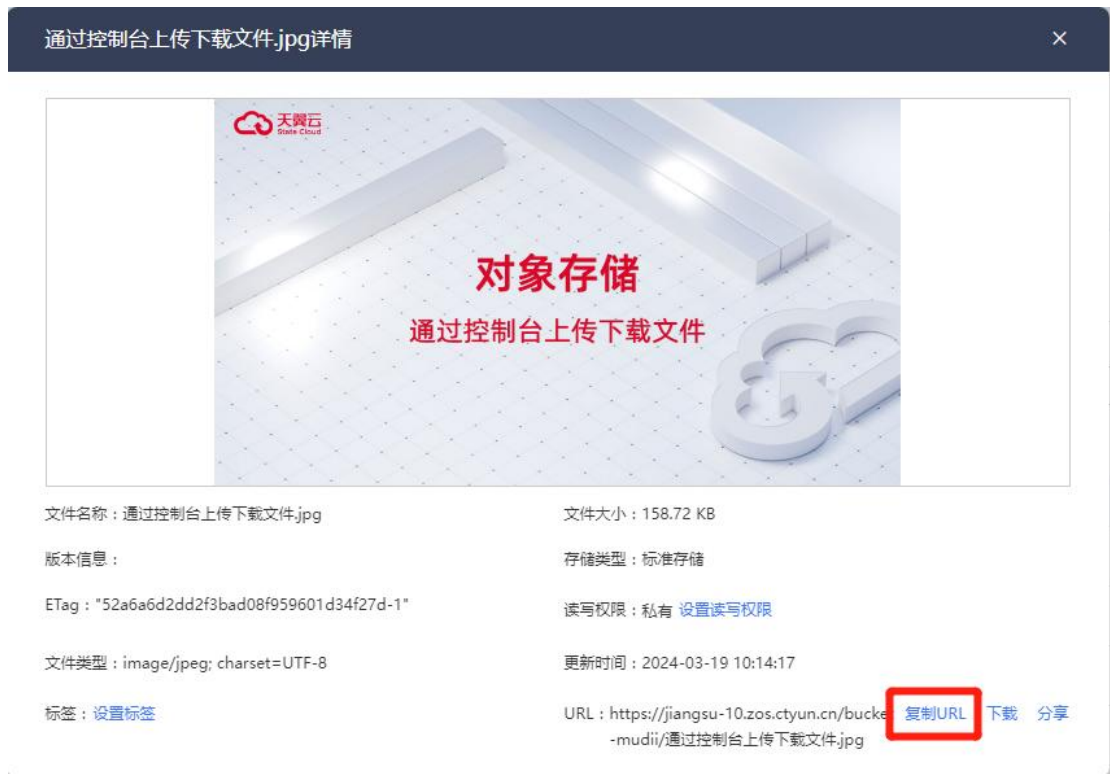 通过控制台上传下载文件.jpg详情
天翼云
State Cloud
对象存储
通过控制台上传下载文件
文件名称：通过控制台上传下载文件.jpg
文件大小：158.72 KB
版本信息：
存储类型：标准存储
ETag："52a6a6d2dd2f3bad08f959601d34f27d-1"
读写权限：私有 设置读写权限
文件类型：image/jpeg; charset=UTF-8
更新时间：2024-03-19 10:14:17
标签：设置标签
URL：https://jiangsu-10.zos.ctyun.cn/bucke 复制URL 下载 分享
-mudii/通过控制台上传下载文件.jpg